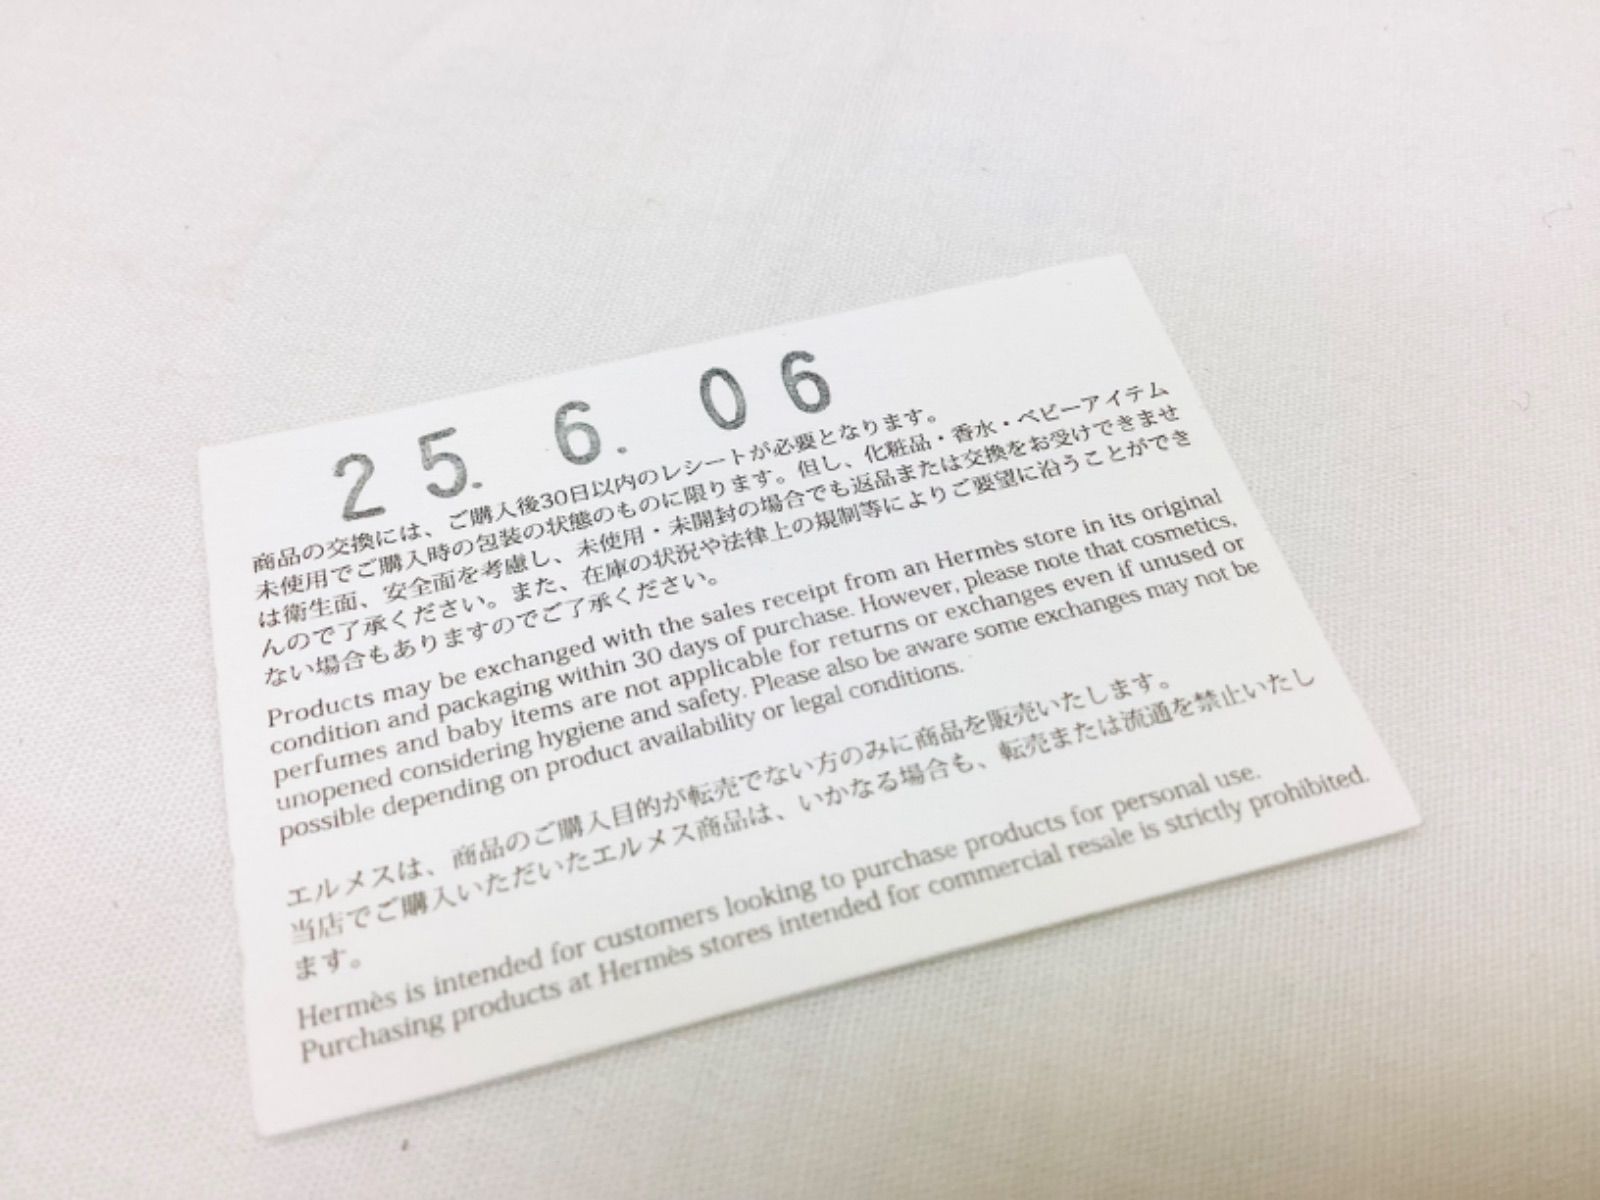 25. 6. 06
商品の交換には、ご購入後30日以内のレシートが必要となります。
未使用でご購入時の包装の状態のものに限ります。但し、化粧品・香水・ベビーアイテム
は衛生面、安全面を考慮し、未使用・未開封の場合でも返品または交換をお受けできませ
んので了承ください。また、在庫の状況や法律上の規制等によりご要望に沿うことができ
ない場合もありますのでご了承ください。
Products may be exchanged with the sales receipt from an Hermès store in its original
condition and packaging within 30 days of purchase. However, please note that cosmetics,
perfumes and baby items are not applicable for returns or exchanges even if unused or
unopened considering hygiene and safety. Please also be aware some exchanges may not be
possible depending on product availability or legal conditions.
エルメスは、商品のご購入目的が転売でない方のみに商品を販売いたします。
当店でご購入いただいたエルメス商品は、いかなる場合も、転売または流通を禁止いたし
ます。
Hermès is intended for customers looking to purchase products for personal use.
Purchasing products at Hermès stores intended for commercial resale is strictly prohibited.